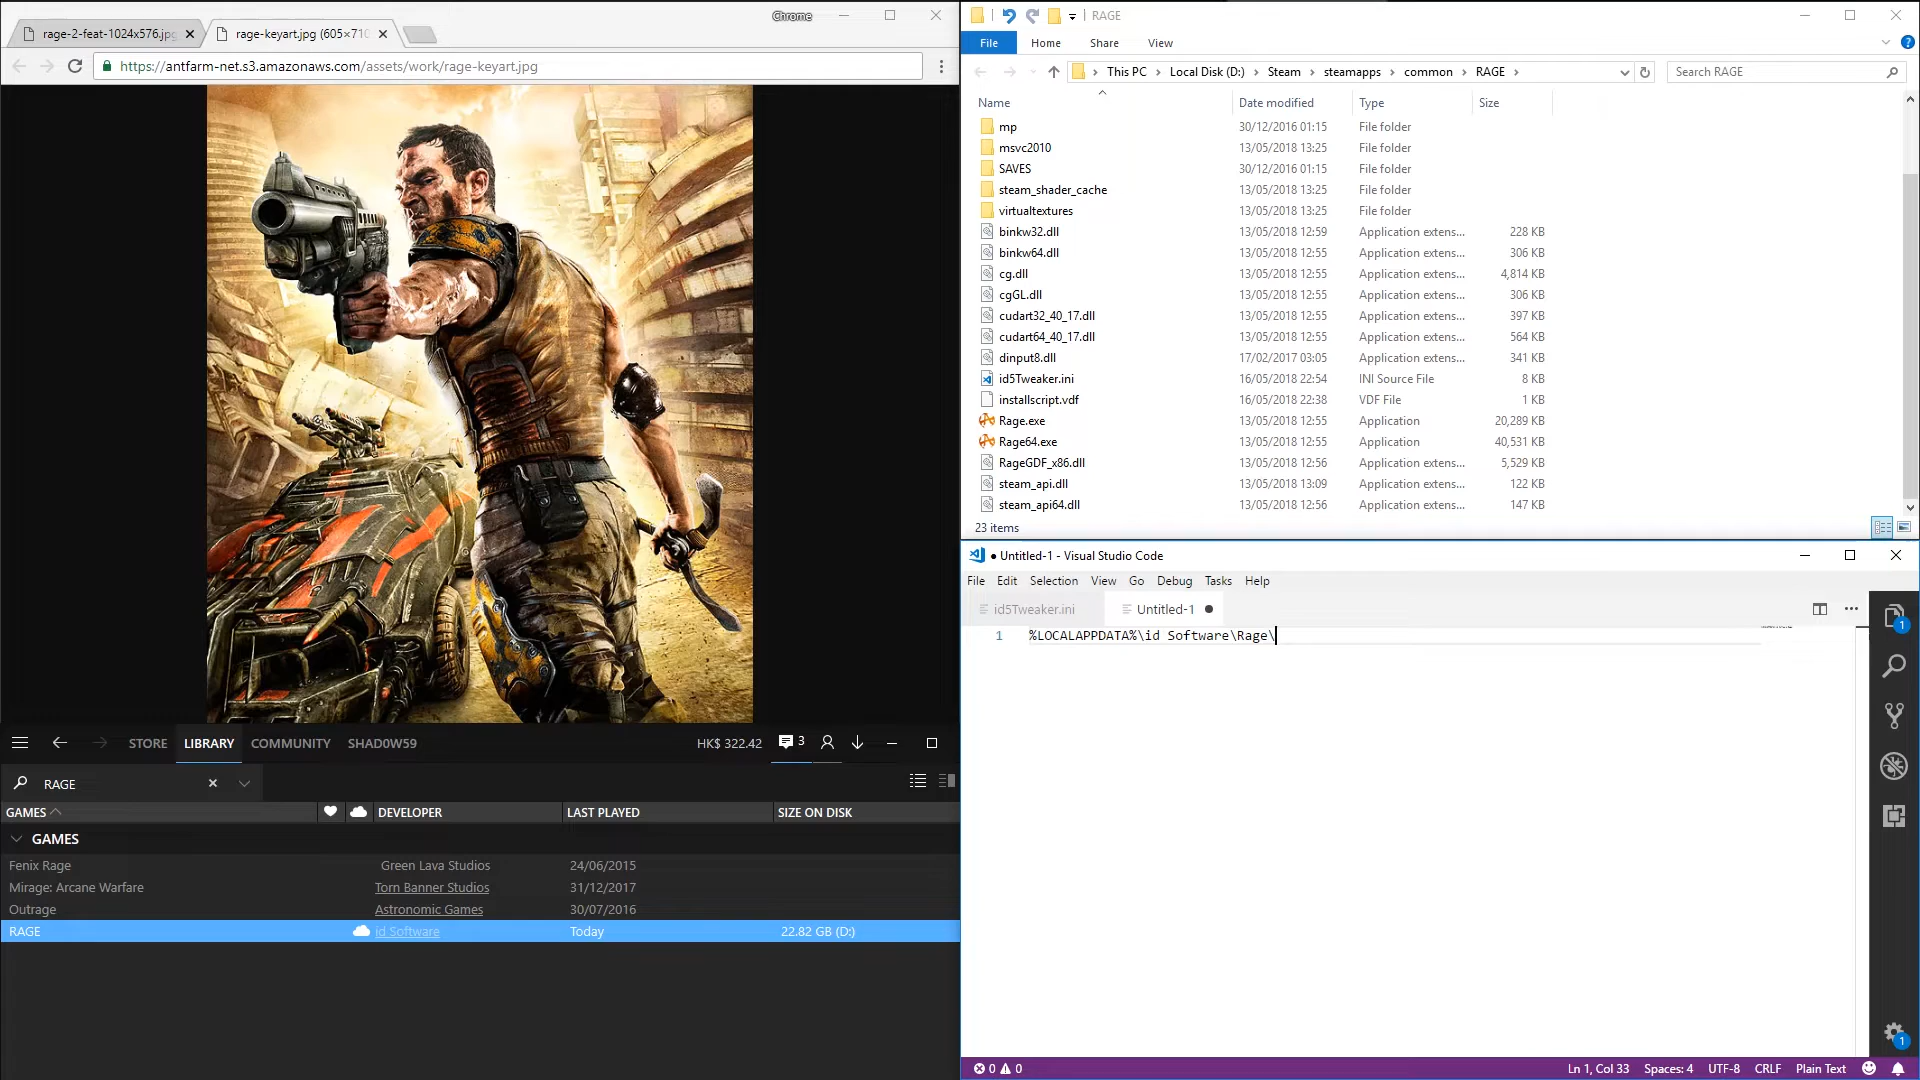 Chrome
rage-2-feat-1024x576.jpg
rage-keyart.jpg (605×710
https://antfarm-net.s3.amazonaws.com/assets/work/rage-keyart.jpg
STORE LIBRARY COMMUNITY SHAD0W59 HK$ 322.42 3
RAGE
GAMES DEVELOPER LAST PLAYED SIZE ON DISK
GAMES
Fenix Rage Green Lava Studios 24/06/2015
Mirage: Arcane Warfare Torn Banner Studios 31/12/2017
Outrage Astronomic Games 30/07/2016
RAGE id Software Today 22.82 GB (D:)
RAGE
File Home Share View
This PC Local Disk (D:) Steam steamapps common RAGE Search RAGE
Name Date modified Type Size
mp 30/12/2016 01:15 File folder
msvc2010 13/05/2018 13:25 File folder
SAVES 30/12/2016 01:15 File folder
steam_shader_cache 13/05/2018 13:25 File folder
virtualtextures 13/05/2018 13:25 File folder
binkw32.dll 13/05/2018 12:59 Application extens... 228 KB
binkw64.dll 13/05/2018 12:55 Application extens... 306 KB
cg.dll 13/05/2018 12:55 Application extens... 4,814 KB
cgGL.dll 13/05/2018 12:55 Application extens... 306 KB
cudart32_40_17.dll 13/05/2018 12:55 Application extens... 397 KB
cudart64_40_17.dll 13/05/2018 12:55 Application extens... 564 KB
dinput8.dll 17/02/2017 03:05 Application extens... 341 KB
id5Tweaker.ini 16/05/2018 22:54 INI Source File 8 KB
installscript.vdf 16/05/2018 22:38 VDF File 1 KB
Rage.exe 13/05/2018 12:55 Application 20,289 KB
Rage64.exe 13/05/2018 12:55 Application 40,531 KB
RageGDF_x86.dll 13/05/2018 12:56 Application extens... 5,529 KB
steam_api.dll 13/05/2018 13:09 Application extens... 122 KB
steam_api64.dll 13/05/2018 12:56 Application extens... 147 KB
23 items
● Untitled-1 - Visual Studio Code
File Edit Selection View Go Debug Tasks Help
id5Tweaker.ini Untitled-1 ●
1 %LOCALAPPDATA%\id Software\Rage\
1
1
0 0 Ln 1, Col 33 Spaces: 4 UTF-8 CRLF Plain Text